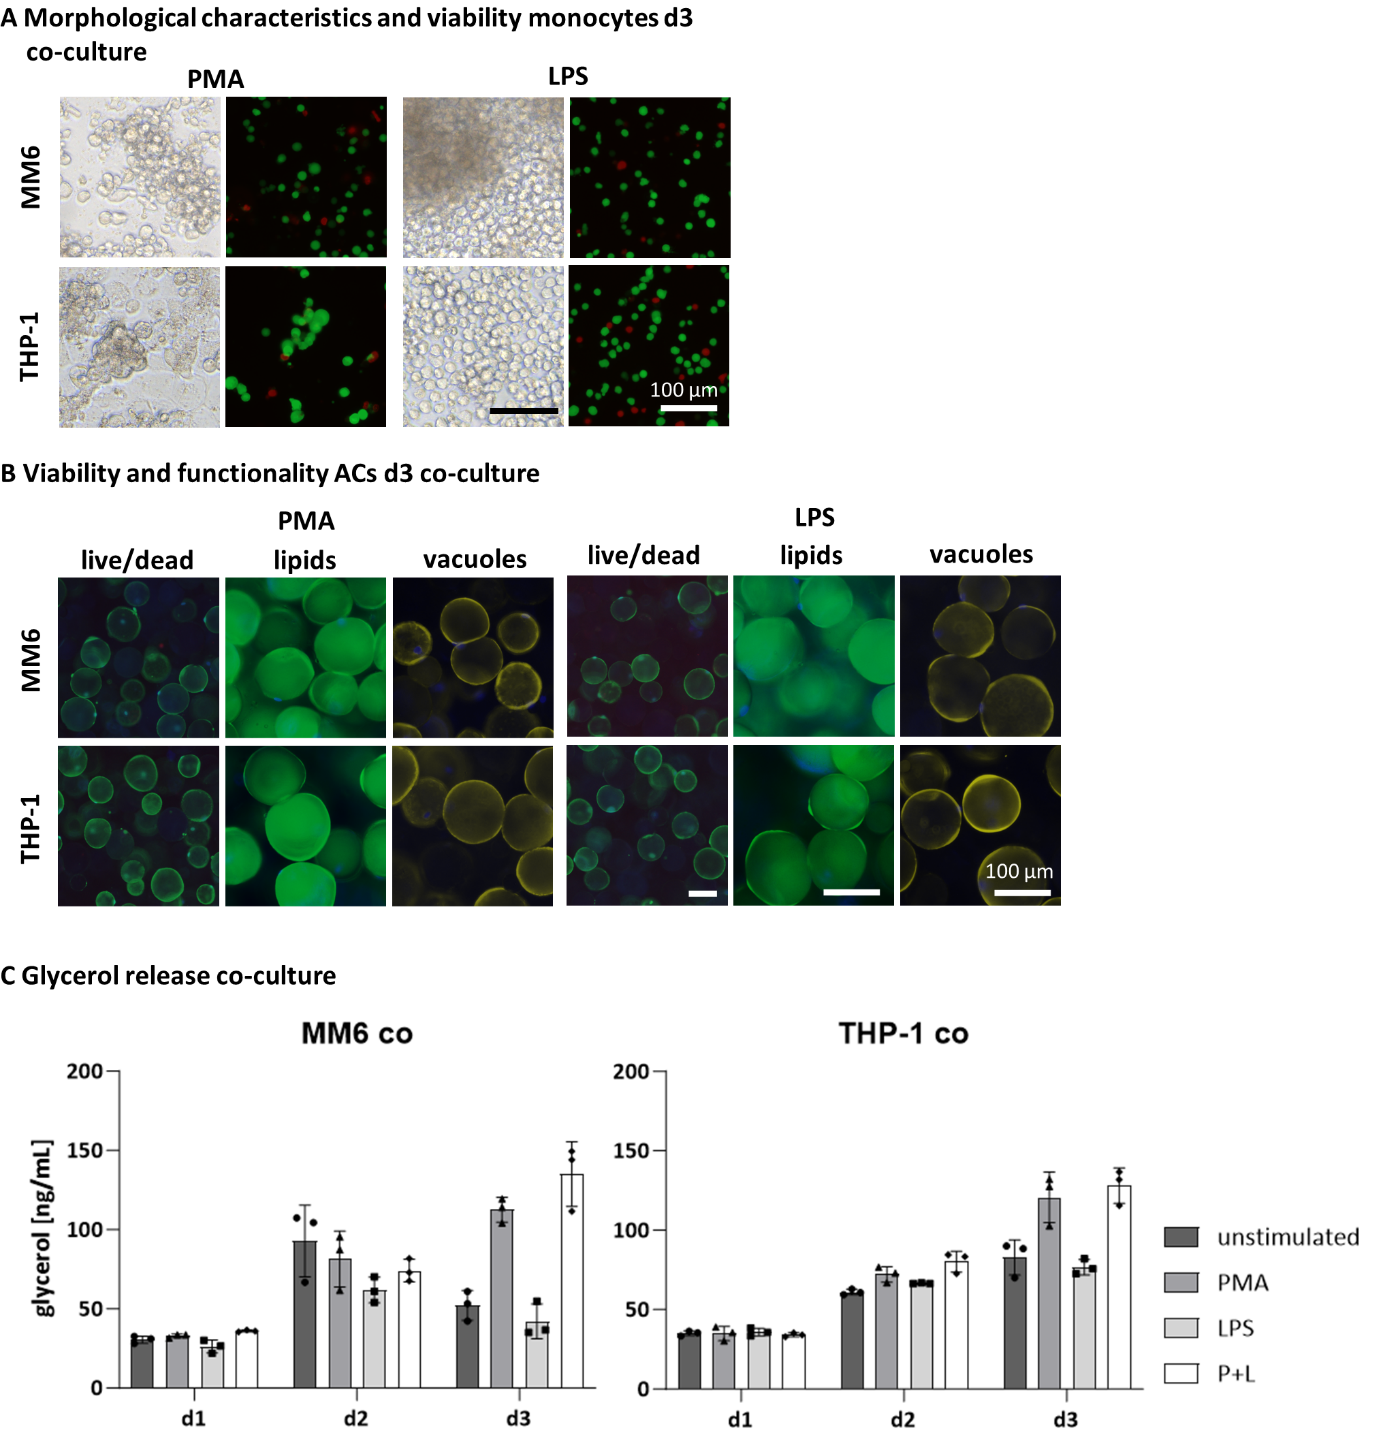 A Morphological characteristics and viability monocytes d3
co-culture
PMA
LPS
MM6
THP-1
100 µm
B Viability and functionality ACs d3 co-culture
PMA
LPS
live/dead
lipids
vacuoles
live/dead
lipids
vacuoles
MM6
THP-1
100 µm
C Glycerol release co-culture
MM6 co
THP-1 co
glycerol [ng/mL]
200
150
100
50
0
d1
d2
d3
200
150
100
50
0
d1
d2
d3
unstimulated
PMA
LPS
P+L